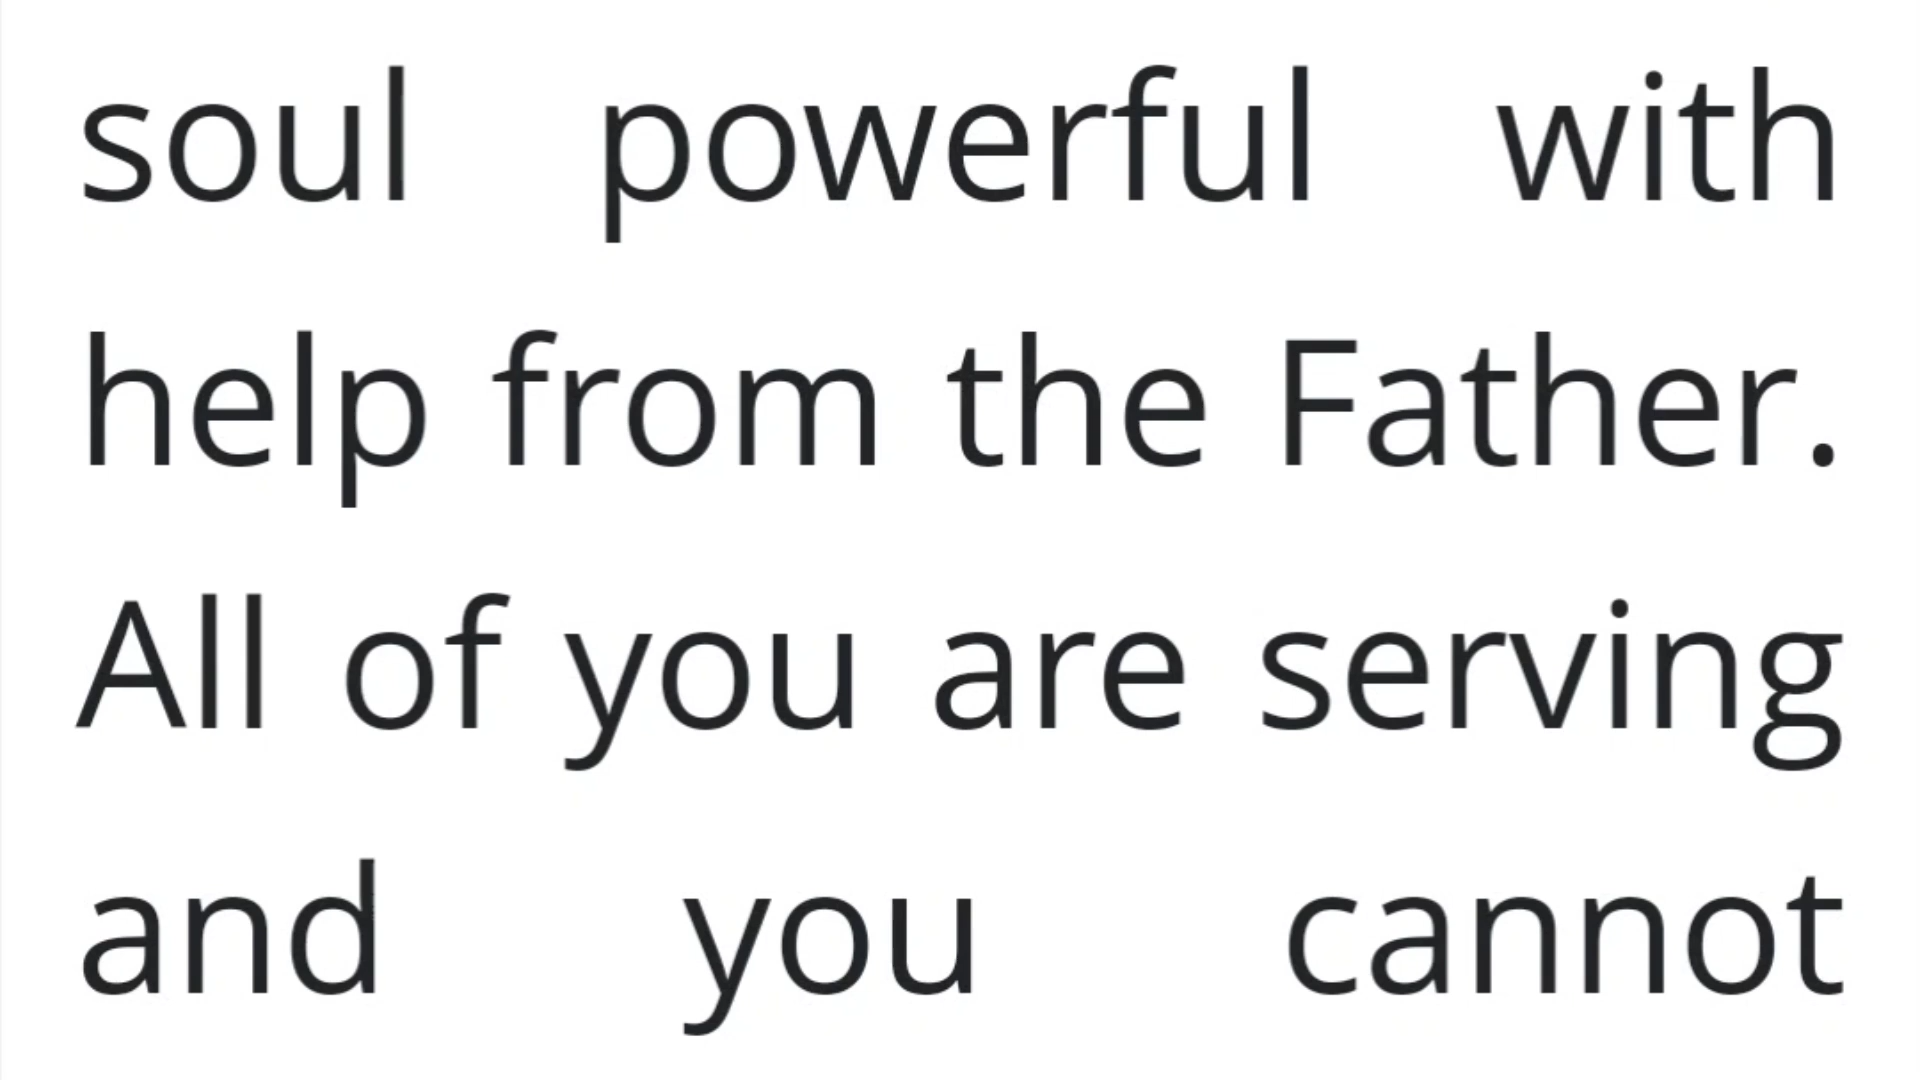 soul powerful with
help from the Father.
All of you are serving
and you cannot